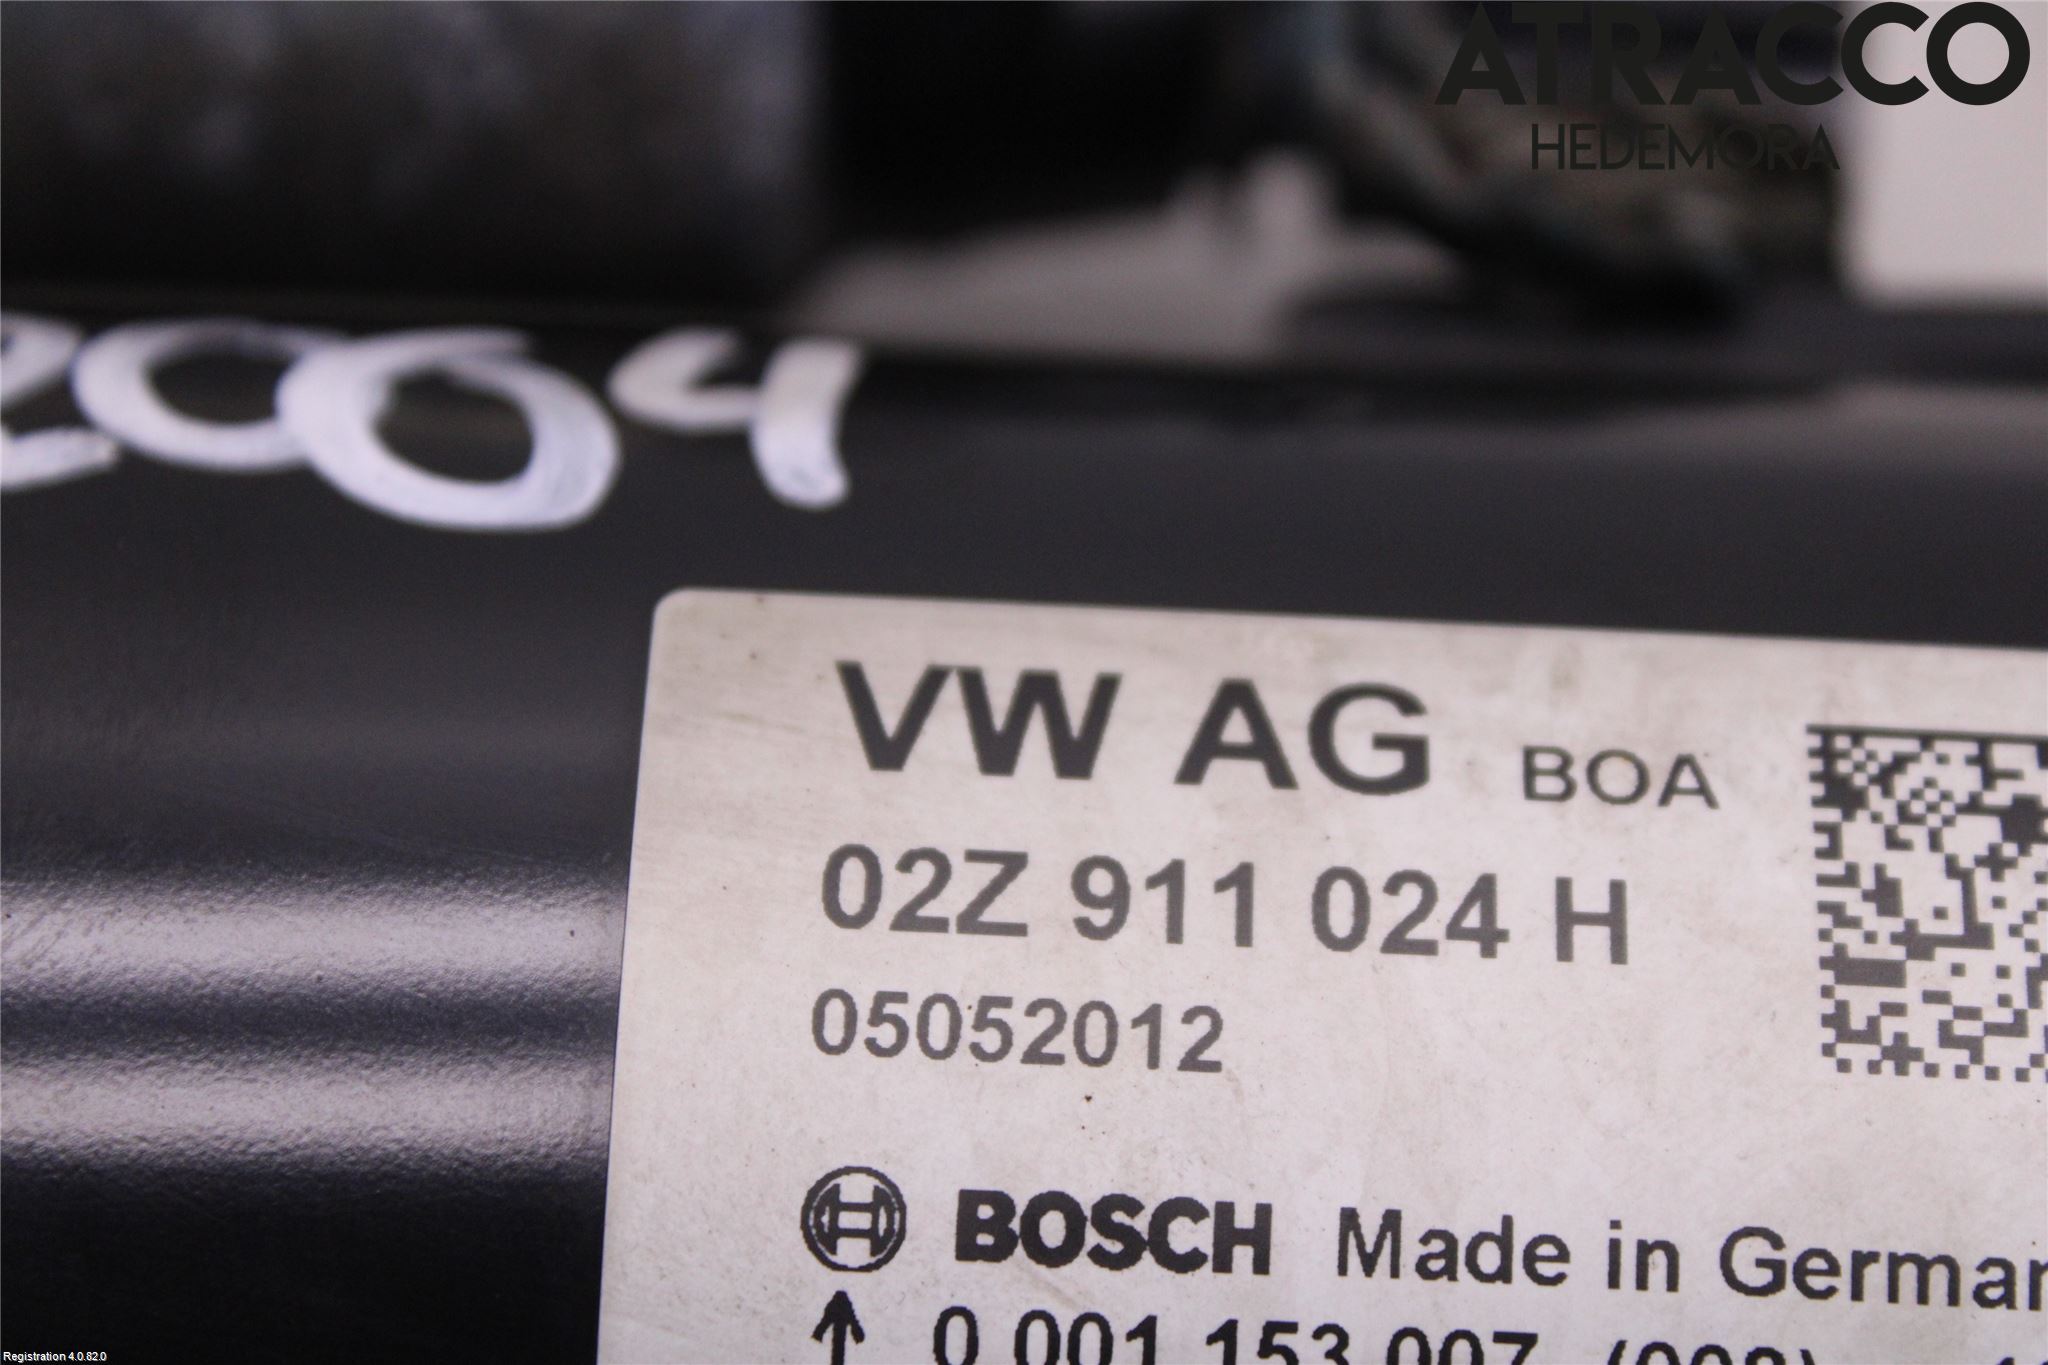 ATRACCO
HEDEMORA
2004
VW AG BOA
02Z 911 024 H
05052012
BOSCH Made in German
0 001 153 007
Registration 4.0.82.0